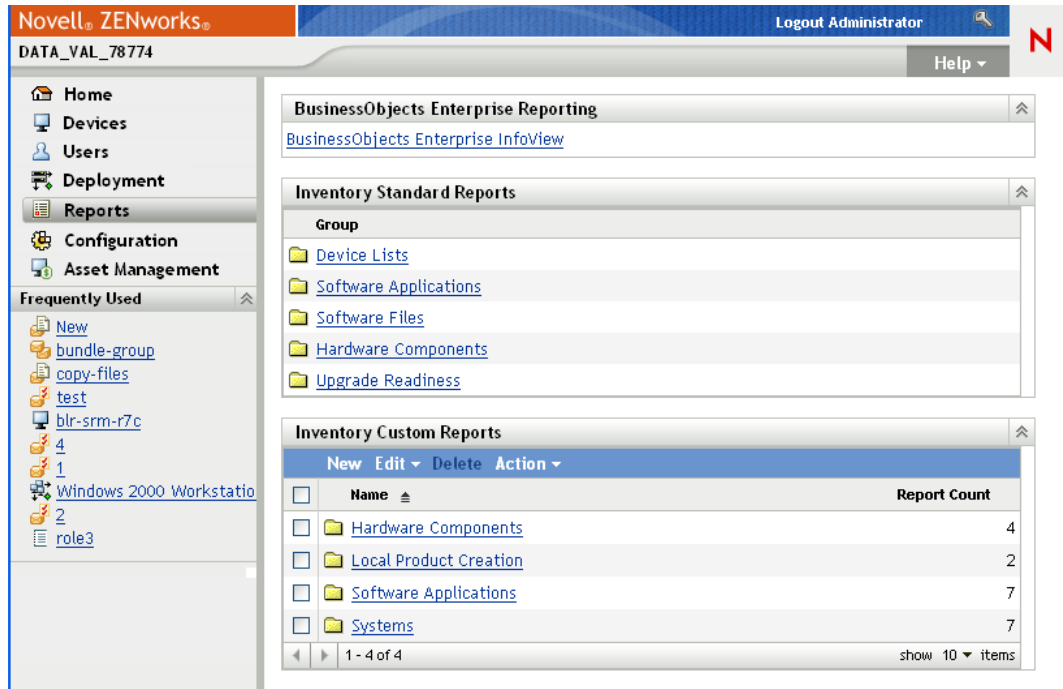 Novell® ZENworks®
Logout Administrator
N
DATA_VAL_78774
Help
Home
Devices
Users
Deployment
Reports
Configuration
Asset Management
Frequently Used
New
bundle-group
copy-files
test
blr-srm-r7c
4
1
Windows 2000 Workstatio
2
role3
BusinessObjects Enterprise Reporting
BusinessObjects Enterprise InfoView
Inventory Standard Reports
Group
Device Lists
Software Applications
Software Files
Hardware Components
Upgrade Readiness
Inventory Custom Reports
New Edit Delete Action
Name Report Count
Hardware Components 4
Local Product Creation 2
Software Applications 7
Systems 7
1 - 4 of 4 show 10 items